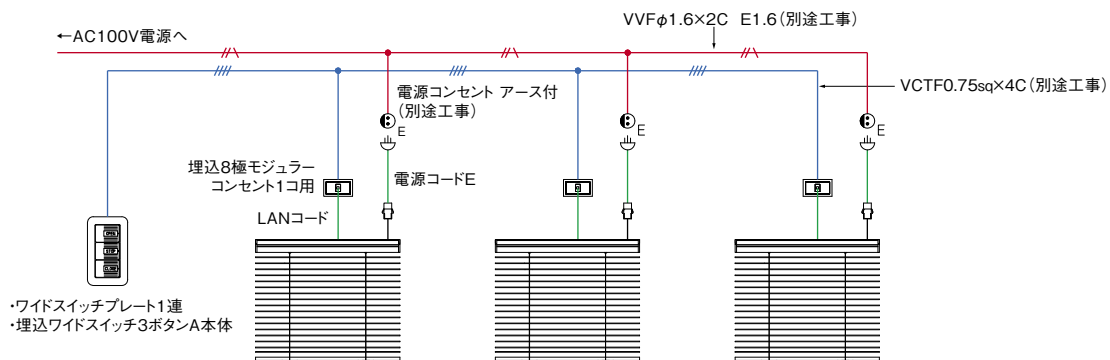 VVFφ1.6×2C E1.6(別途工事)
←AC100V電源へ
VCTF0.75sq×4C(別途工事)
電源コンセント アース付
(別途工事)
E
E
E
埋込8極モジュラー
コンセント1コ用
電源コードE
LANコード
OPEN
STOP
CLOSE
・ワイドスイッチプレート1連
・埋込ワイドスイッチ3ボタンA本体